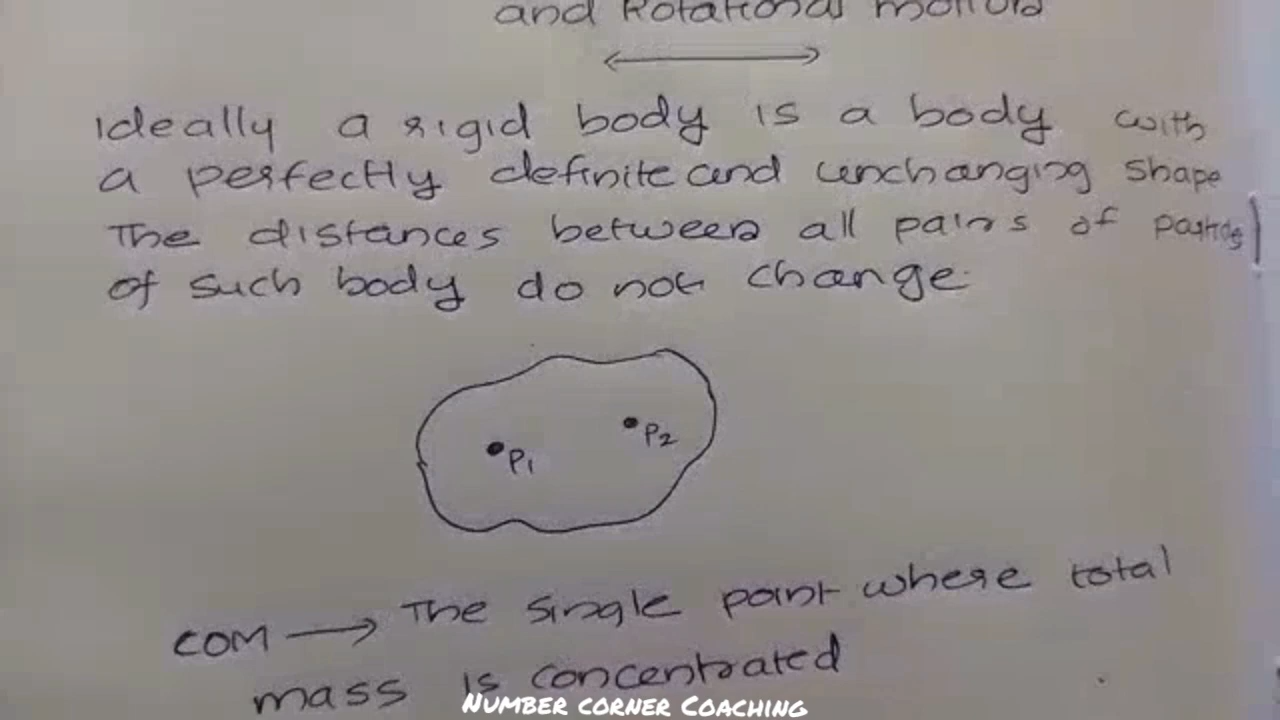 and Rotational motion
Ideally a rigid body is a body with
a perfectly definite and unchanging shape
The distances between all pairs of particles
of such body do not change.
P1
P2
COM → The single point where total
mass is concentrated
NUMBER CORNER COACHING